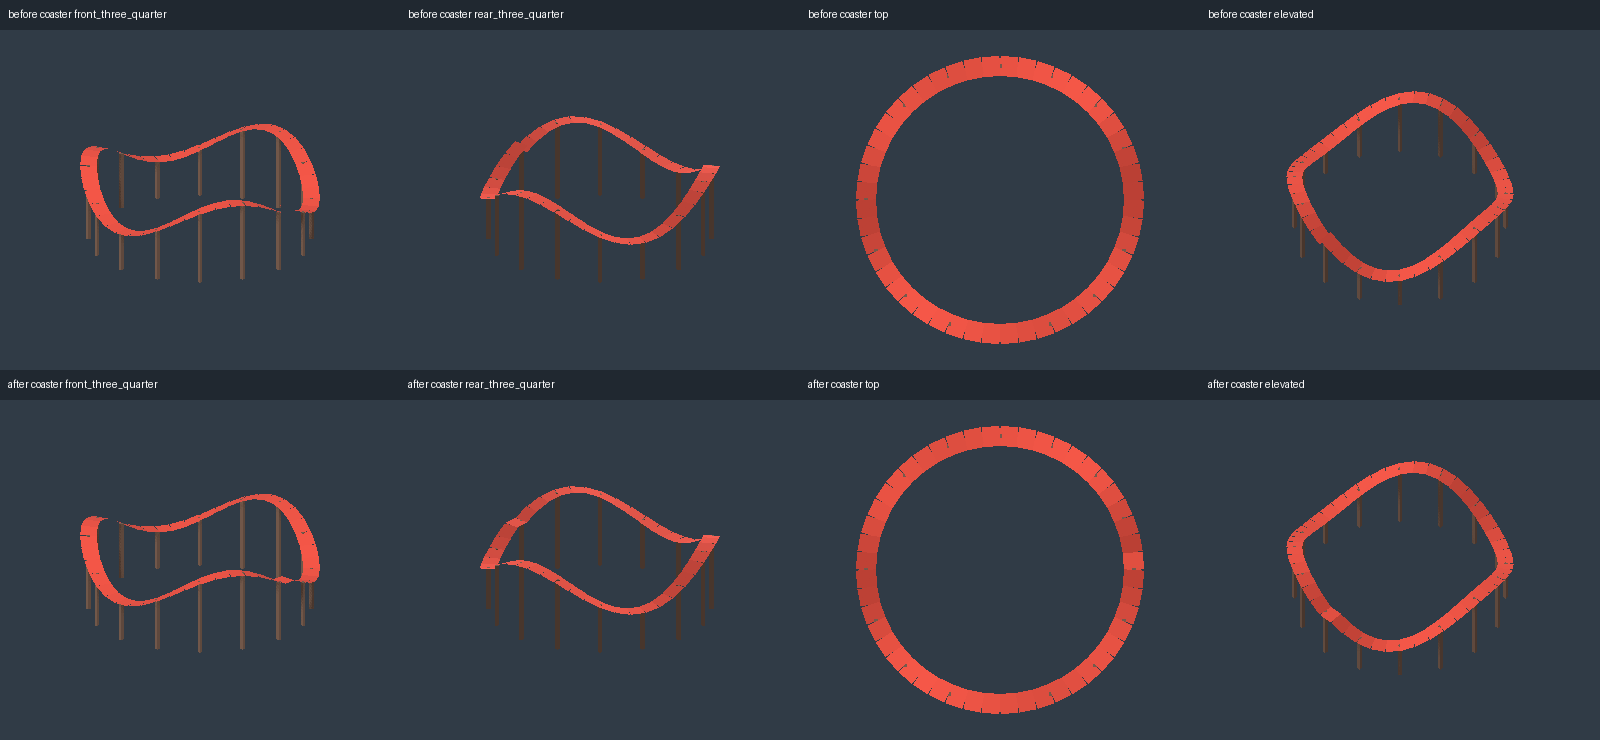 before coaster front_three_quarter
before coaster rear_three_quarter
before coaster top
before coaster elevated
after coaster front_three_quarter
after coaster rear_three_quarter
after coaster top
after coaster elevated